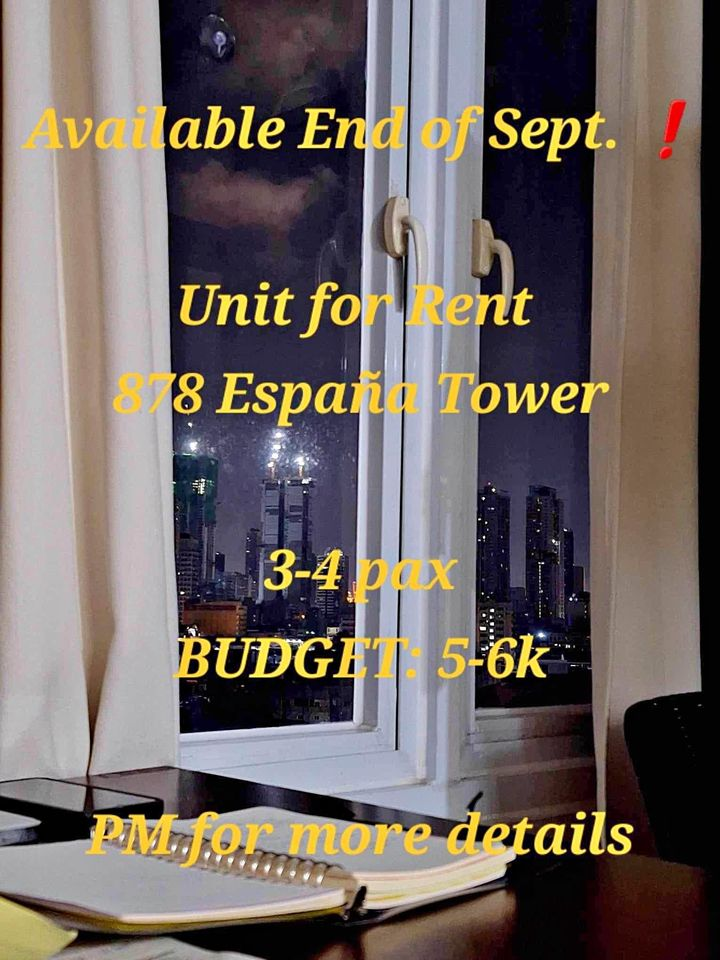 Available End of Sept. ❗
Unit for Rent
878 España Tower
3-4 pax
BUDGET: 5-6k
PM for more details